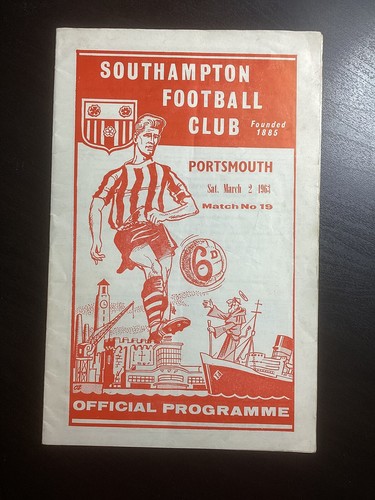 SOUTHAMPTON
FOOTBALL
CLUB
Founded
1885
PORTSMOUTH
Sat. March 2 1963
Match No 19
6D
OFFICIAL PROGRAMME